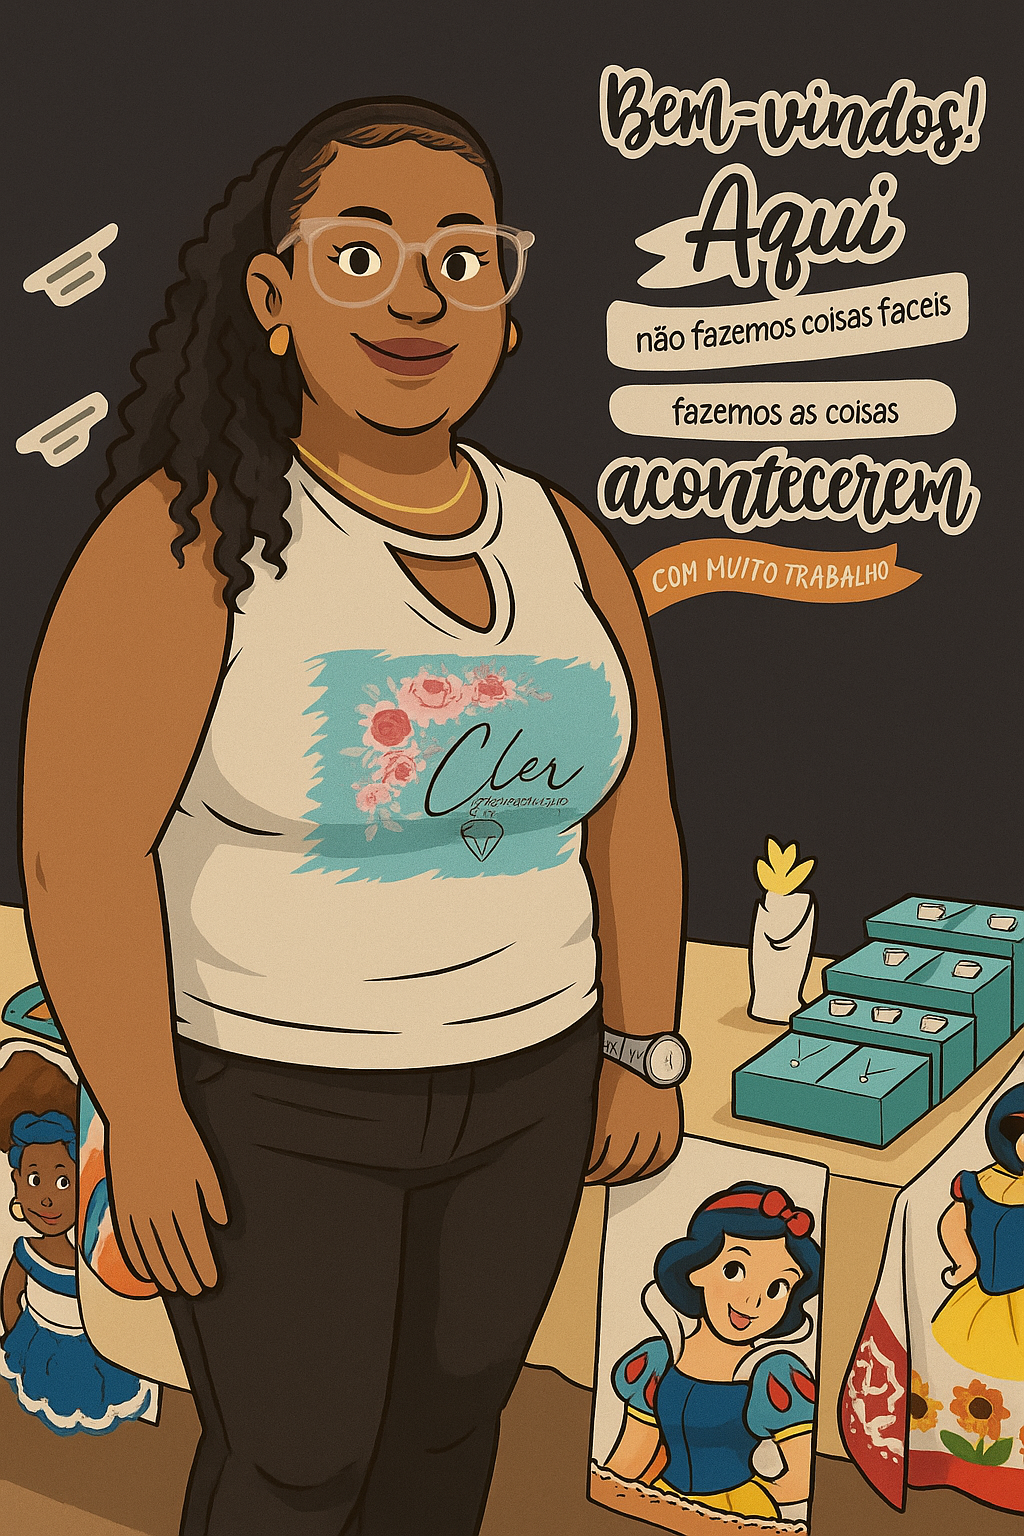 Bem-vindos!
Aqui
não fazemos coisas faceis
fazemos as coisas
acontecerem
COM MUITO TRABALHO
Cler